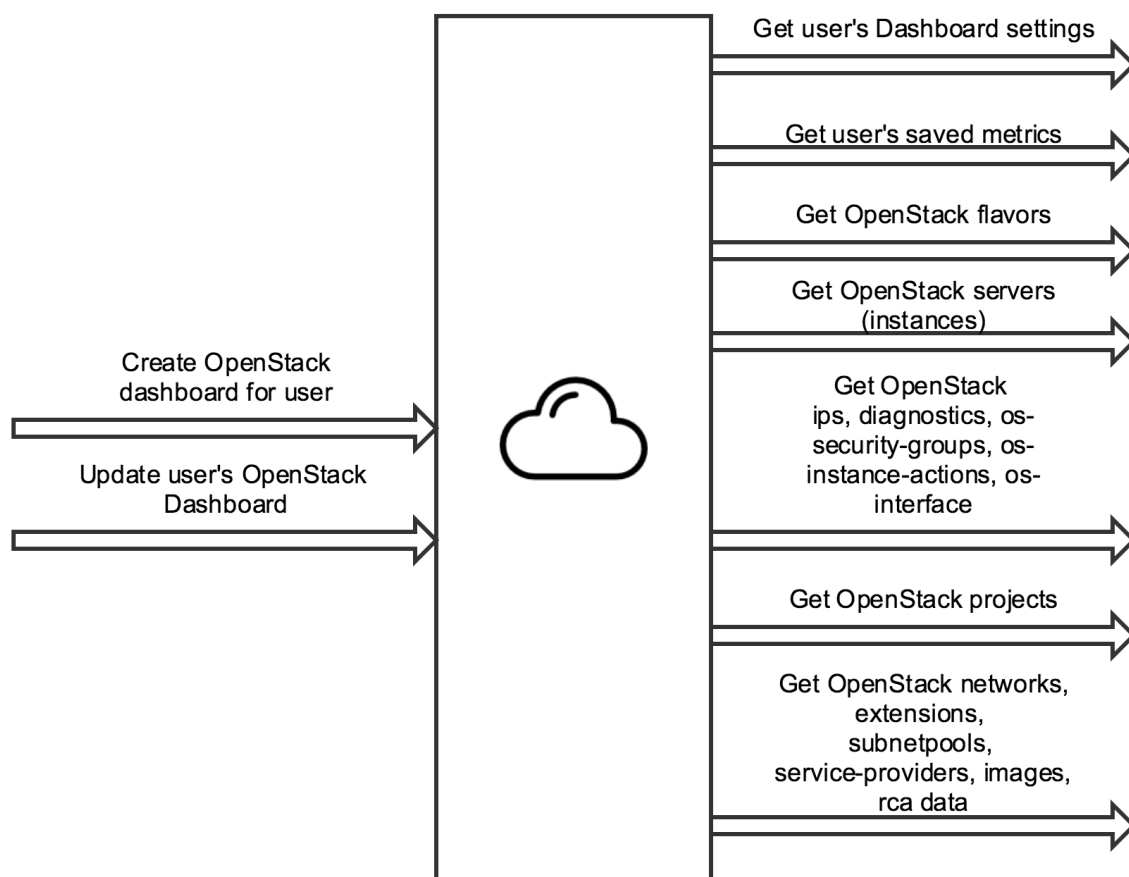 Get user's Dashboard settings
Get user's saved metrics
Get OpenStack flavors
Get OpenStack servers
(instances)
Create OpenStack
dashboard for user
Get OpenStack
ips, diagnostics, os-
security-groups, os-
instance-actions, os-
interface
Update user's OpenStack
Dashboard
Get OpenStack projects
Get OpenStack networks,
extensions,
subnetpools,
service-providers, images,
rca data